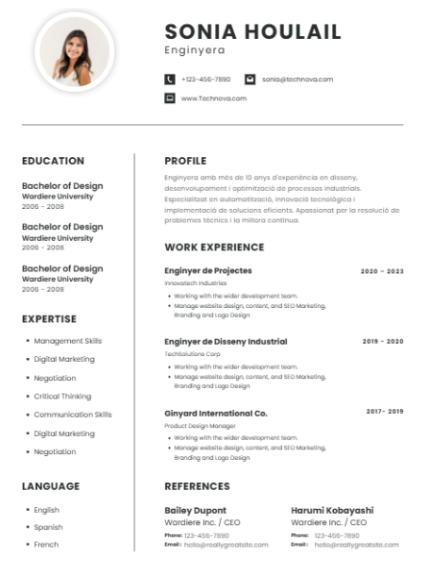 SONIA HOULAIL
Enginyera
+123-456-7890
sonia@technova.com
www.Technova.com
EDUCATION
Bachelor of Design
Wardiere University
2006 - 2008
Bachelor of Design
Wardiere University
2006 - 2008
Bachelor of Design
Wardiere University
2006 - 2008
EXPERTISE
• Management Skills
• Digital Marketing
• Negotiation
• Critical Thinking
• Communication Skills
• Digital Marketing
• Negotiation
LANGUAGE
• English
• Spanish
• French
PROFILE
Enginyera amb més de 10 anys d'experiència en disseny,
desenvolupament i optimització de processos industrials.
Especialitzat en automatització, innovació tecnològica i
implementació de solucions eficients. Apassionat per la resolució de
problemes tècnics i la millora contínua.
WORK EXPERIENCE
Enginyer de Projectes
2020 - 2023
Innovatech Industries
• Working with the wider development team.
• Manage website design, content, and SEO Marketing,
Branding and Logo Design
Enginyer de Disseny Industrial
2019 - 2020
TechSolutions Corp
• Working with the wider development team.
• Manage website design, content, and SEO Marketing,
Branding and Logo Design
Ginyard International Co.
2017- 2019
Product Design Manager
• Working with the wider development team.
• Manage website design, content, and SEO Marketing,
Branding and Logo Design
REFERENCES
Bailey Dupont
Wardiere Inc. / CEO
Phone: 123-456-7890
Email: hello@reallygreatsite.com
Harumi Kobayashi
Wardiere Inc. / CEO
Phone: 123-456-7890
Email: hello@reallygreatsite.com